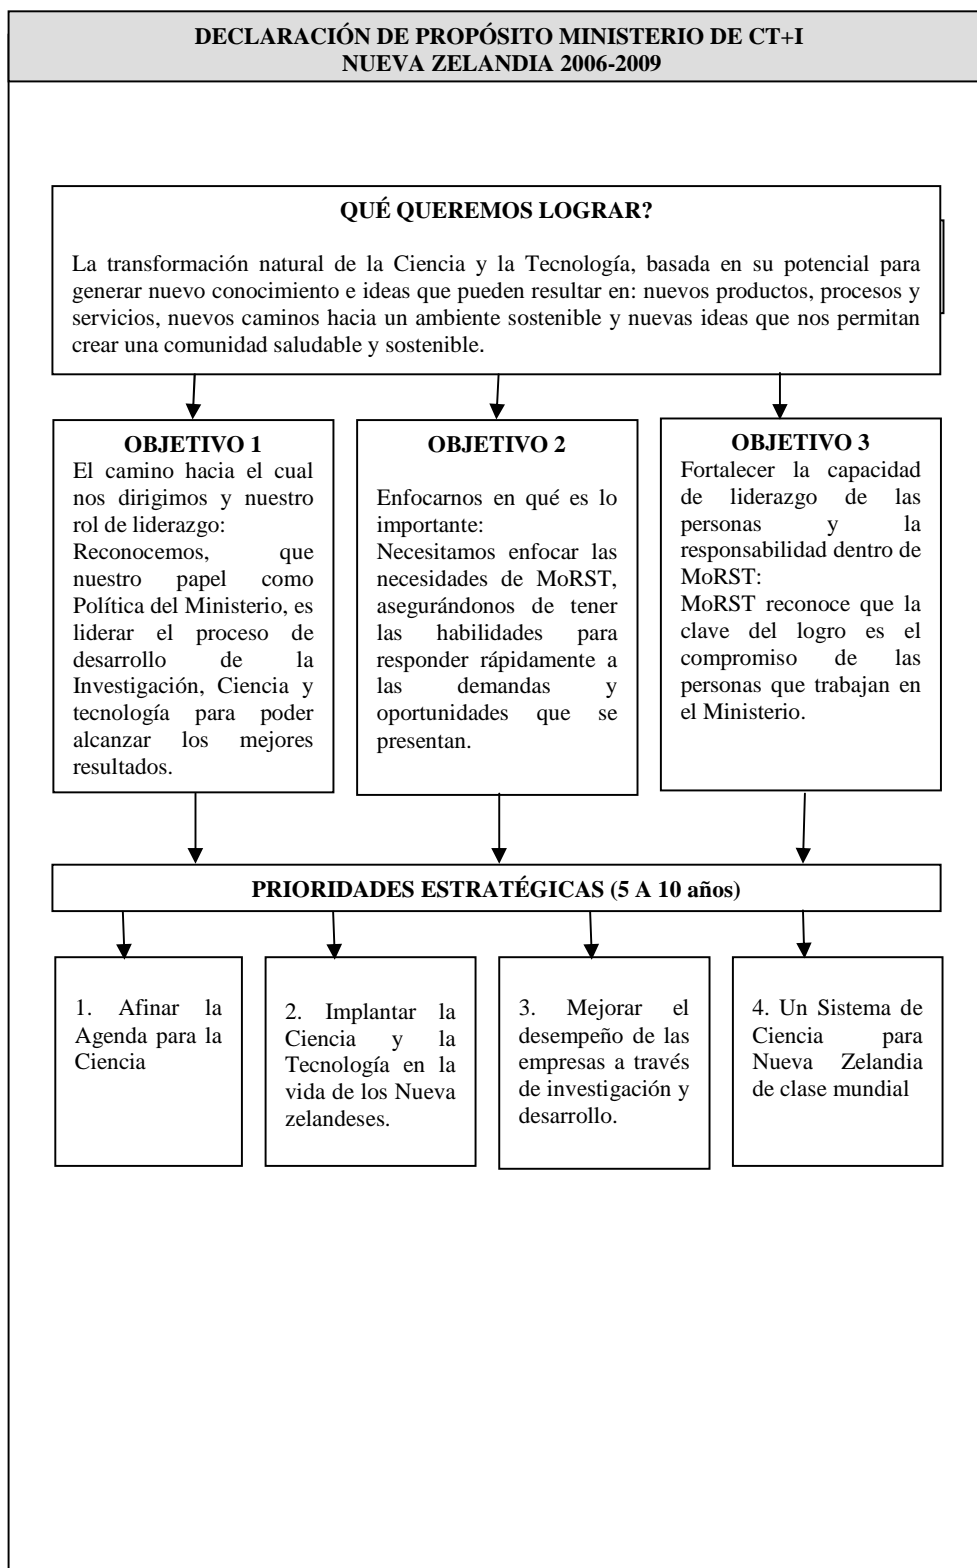 DECLARACIÓN DE PROPÓSITO MINISTERIO DE CT+I
NUEVA ZELANDIA 2006-2009
QUÉ QUEREMOS LOGRAR?
La transformación natural de la Ciencia y la Tecnología, basada en su potencial para
generar nuevo conocimiento e ideas que pueden resultar en: nuevos productos, procesos y
servicios, nuevos caminos hacia un ambiente sostenible y nuevas ideas que nos permitan
crear una comunidad saludable y sostenible.
OBJETIVO 1
El camino hacia el cual
nos dirigimos y nuestro
rol de liderazgo:
Reconocemos, que
nuestro papel como
Política del Ministerio, es
liderar el proceso de
desarrollo de la
Investigación, Ciencia y
tecnología para poder
alcanzar los mejores
resultados.
OBJETIVO 2
Enfocarnos en qué es lo
importante:
Necesitamos enfocar las
necesidades de MoRST,
asegurándonos de tener
las habilidades para
responder rápidamente a
las demandas y
oportunidades que se
presentan.
OBJETIVO 3
Fortalecer la capacidad
de liderazgo de las
personas y la
responsabilidad dentro de
MoRST:
MoRST reconoce que la
clave del logro es el
compromiso de las
personas que trabajan en
el Ministerio.
PRIORIDADES ESTRATÉGICAS (5 A 10 años)
1. Afinar la
Agenda para la
Ciencia
2. Implantar la
Ciencia y la
Tecnología en la
vida de los Nueva
zelandeses.
3. Mejorar el
desempeño de las
empresas a través
de investigación y
desarrollo.
4. Un Sistema de
Ciencia para
Nueva Zelandia
de clase mundial